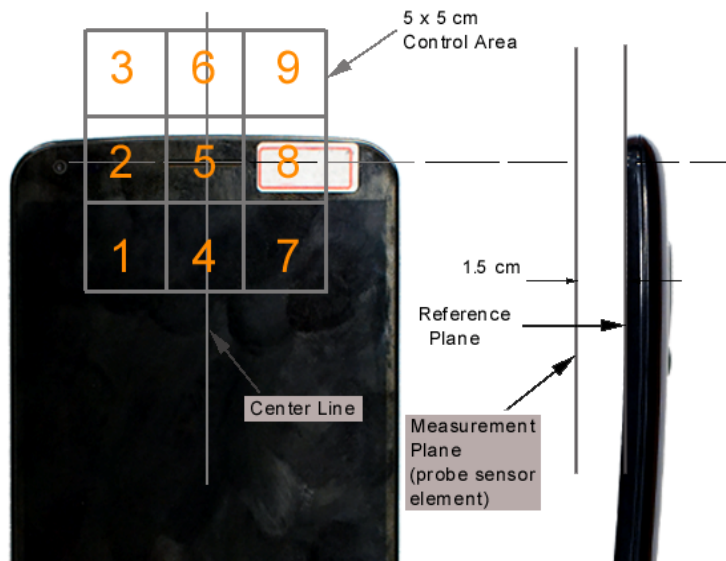 5 x 5 cm
Control Area
3 6 9
2 5 8
1 4 7
1.5 cm
Reference
Plane
Center Line
Measurement
Plane
(probe sensor
element)